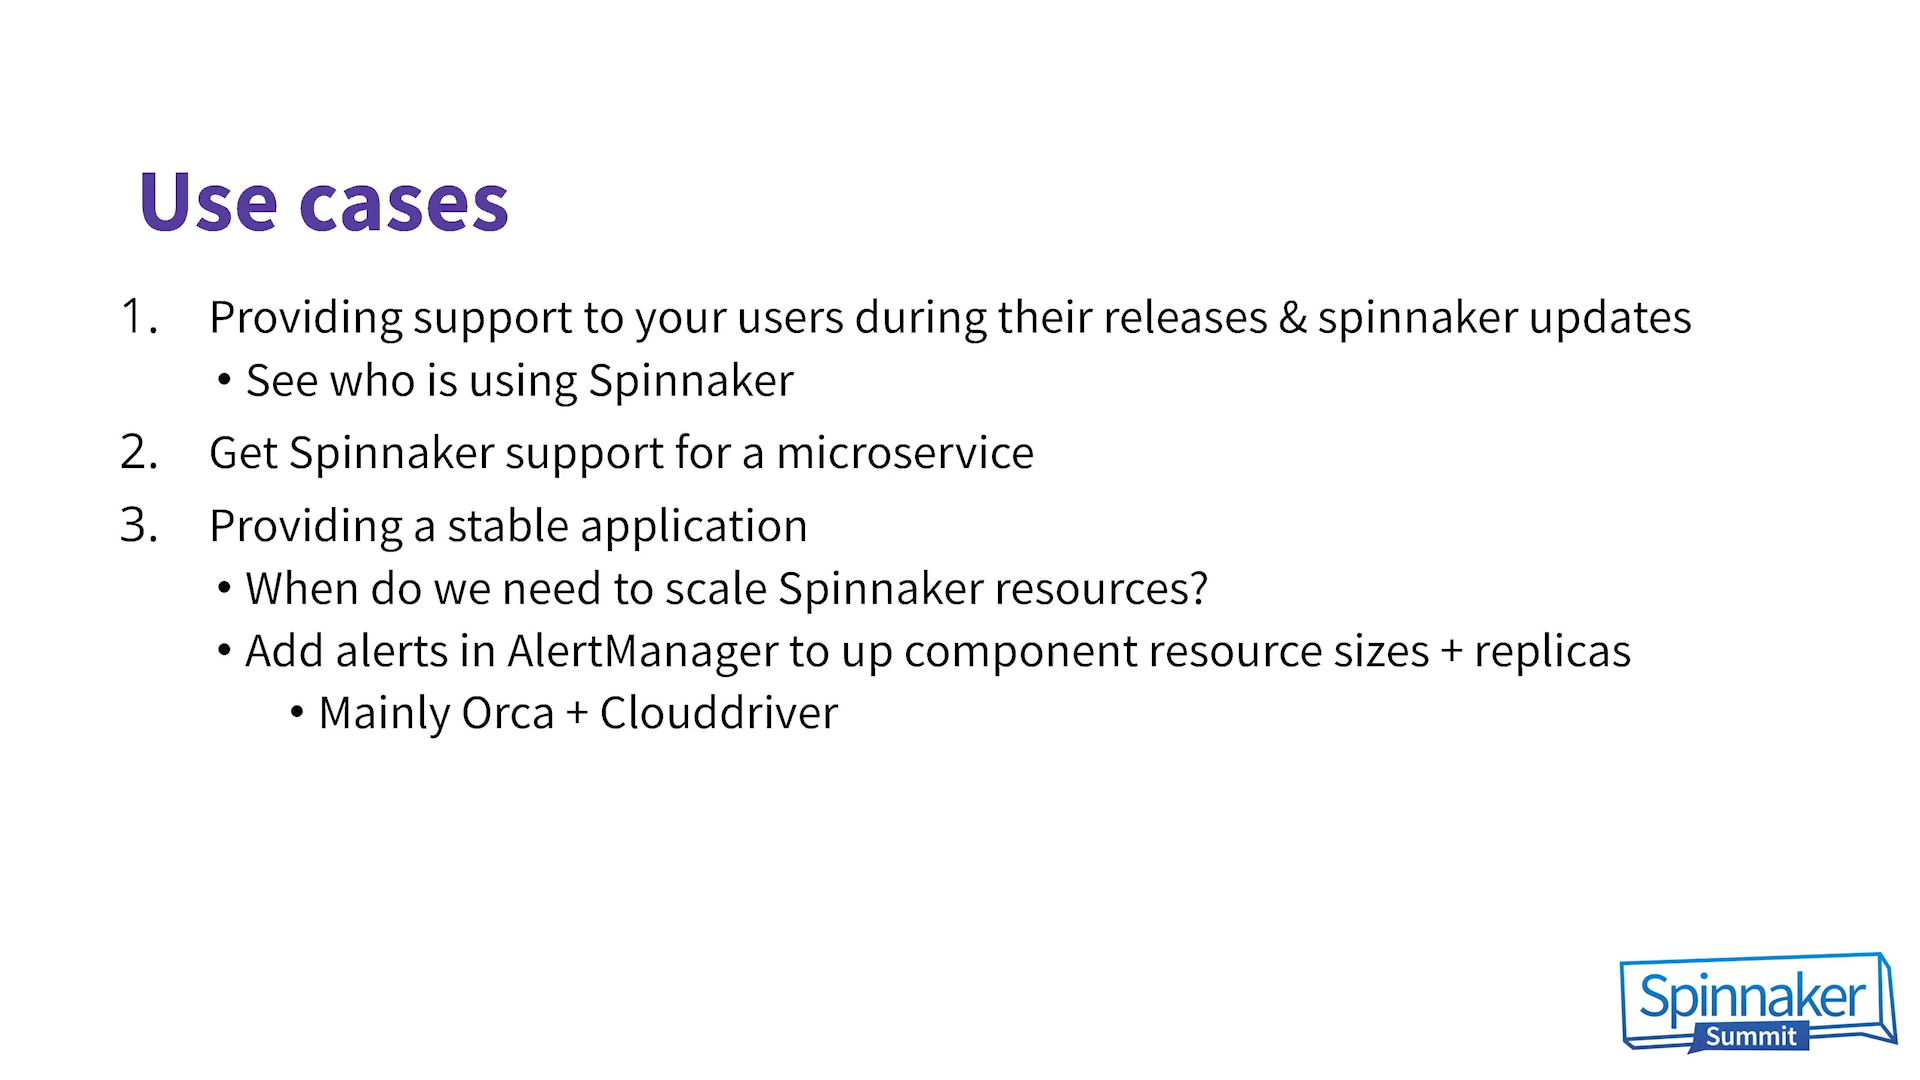 Use cases
1. Providing support to your users during their releases & spinnaker updates
• See who is using Spinnaker
2. Get Spinnaker support for a microservice
3. Providing a stable application
• When do we need to scale Spinnaker resources?
• Add alerts in AlertManager to up component resource sizes + replicas
• Mainly Orca + Clouddriver
Spinnaker
Summit